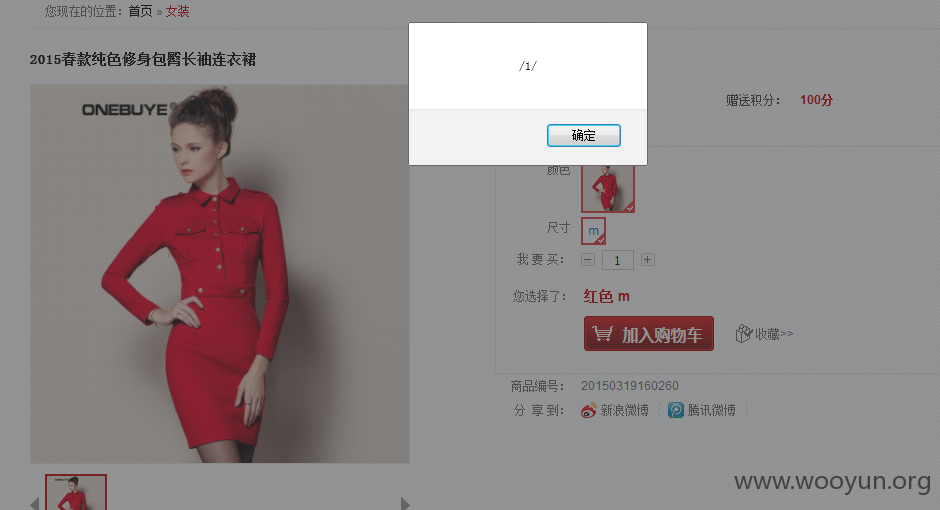 您现在的位置：首页 » 女装
2015春款纯色修身包臀长袖连衣裙
/1/
确定
ONEBUYE®
赠送积分： 100分
颜色
尺寸 m
我 要 买： 1
您选择了： 红色 m
加入购物车 收藏>>
商品编号： 20150319160260
分 享 到： 新浪微博 腾讯微博
www.wooyun.org